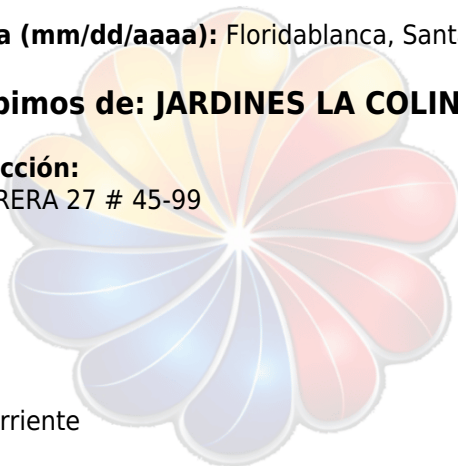 a (mm/dd/aaaa): Floridablanca, Sant
bimos de: JARDINES LA COLIN
cción:
RERA 27 # 45-99
rriente